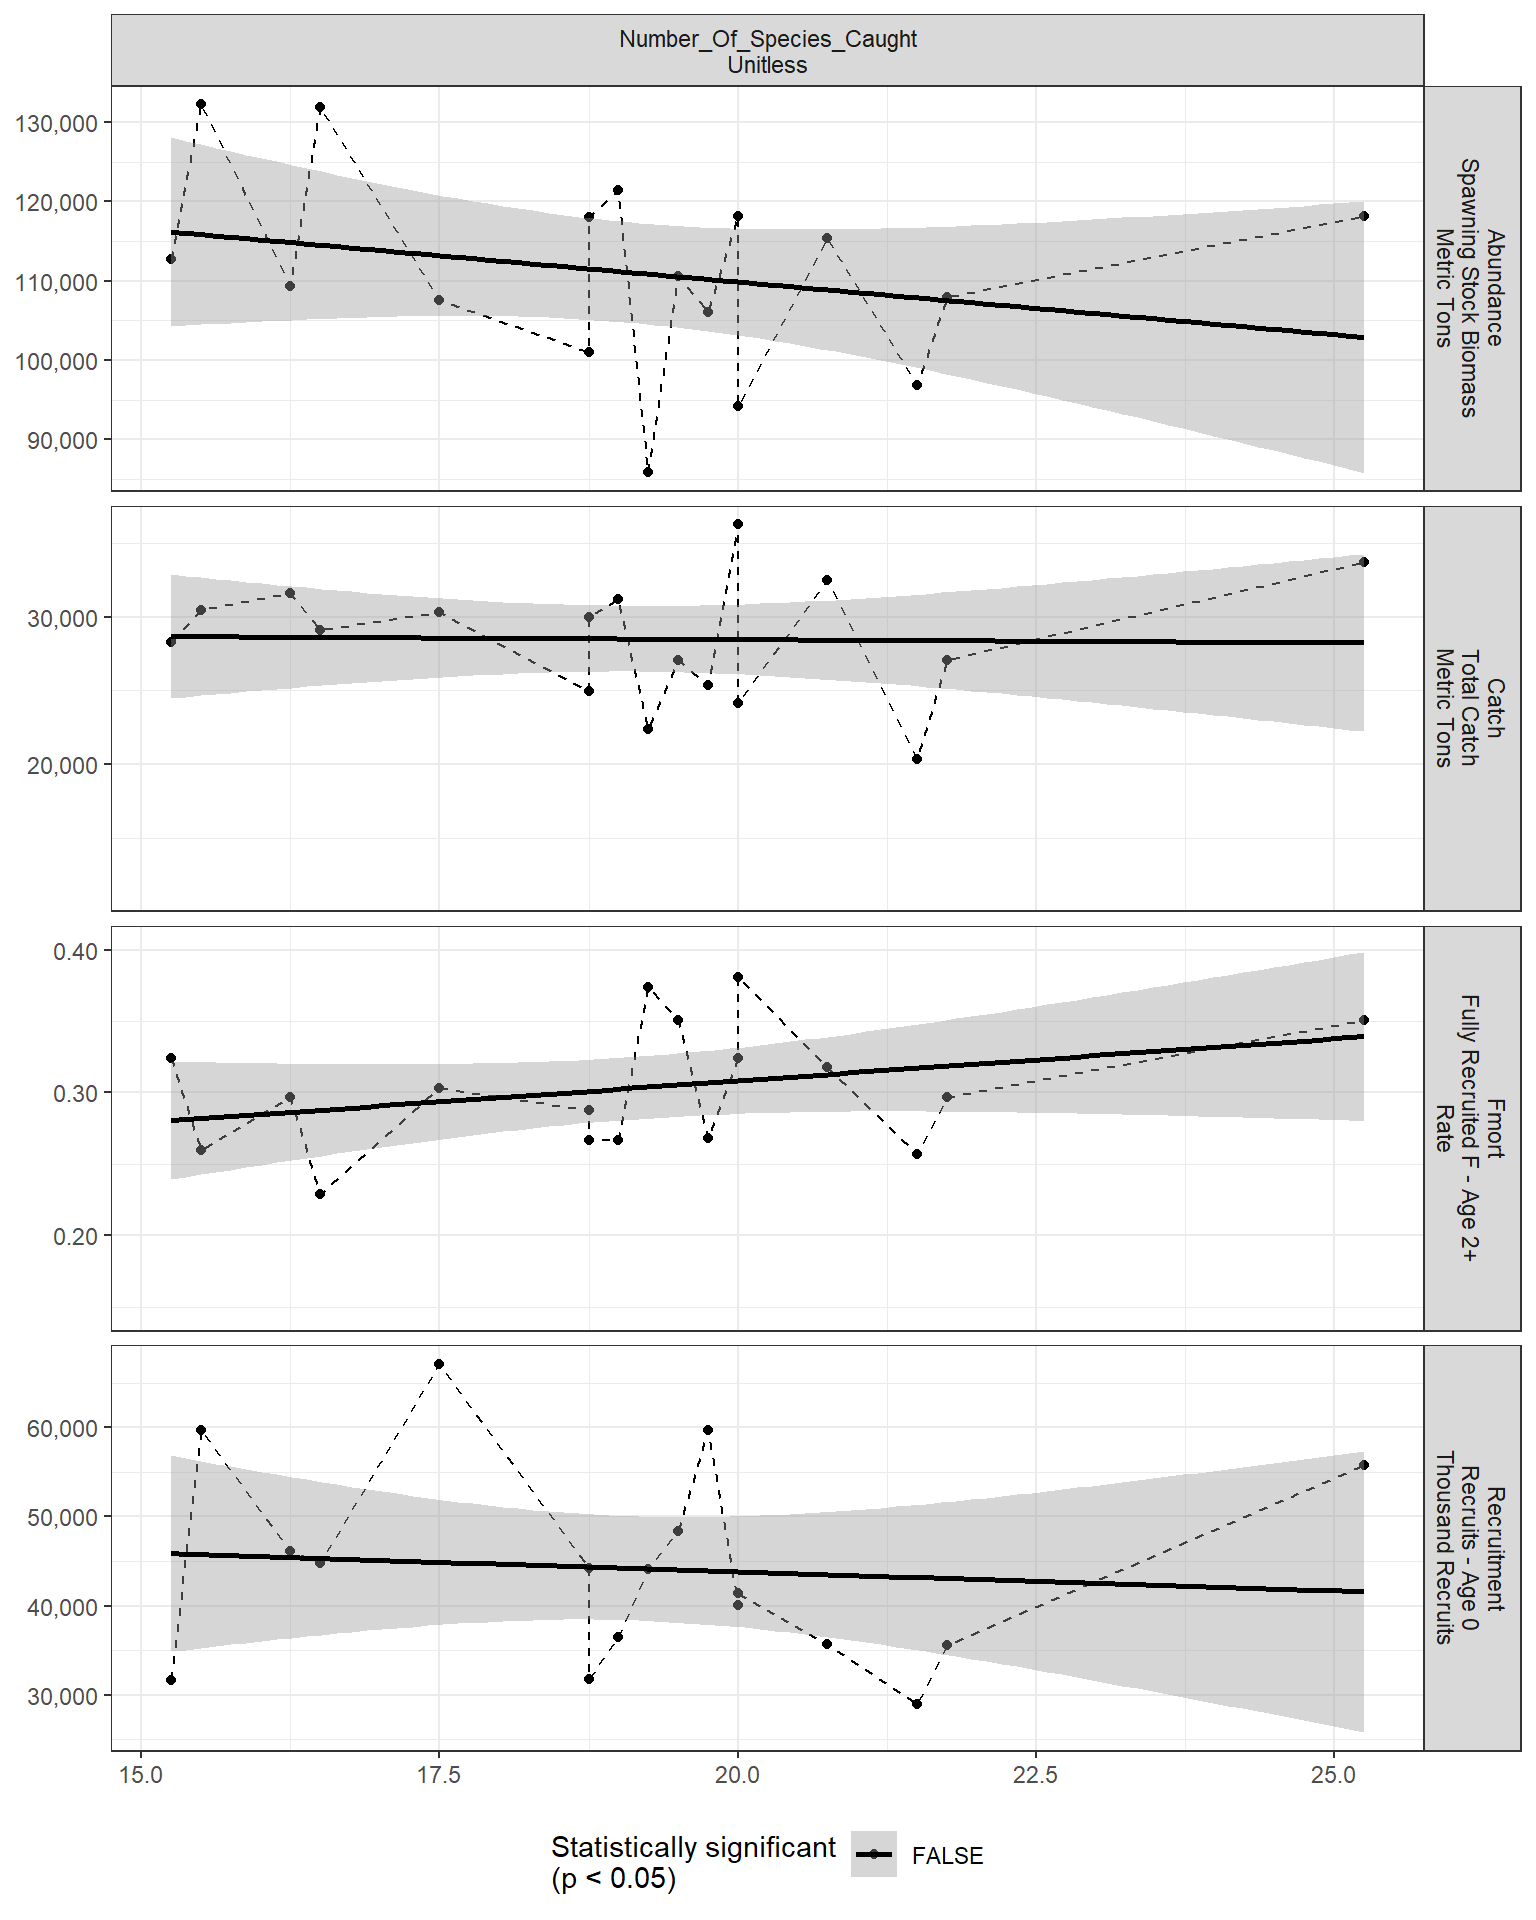 Number_Of_Species_Caught
Unitless
130,000
120,000
110,000
100,000
90,000
Abundance
Spawning Stock Biomass
Metric Tons
30,000
20,000
Catch
Total Catch
Metric Tons
0.40
0.30
0.20
Fmort
Fully Recruited F - Age 2+
Rate
60,000
50,000
40,000
30,000
Recruitment
Recruits - Age 0
Thousand Recruits
15.0 17.5 20.0 22.5 25.0
Statistically significant
(p < 0.05)
FALSE